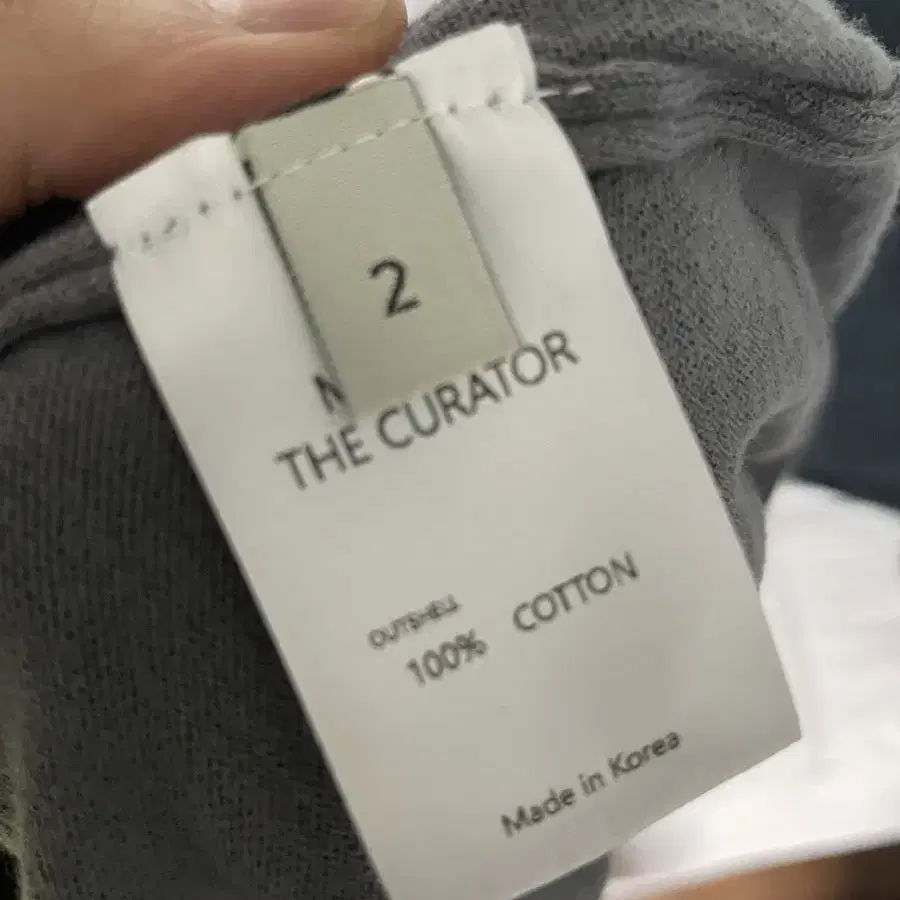 2
THE CURATOR
OUTSHELL
100% COTTON
Made in Korea